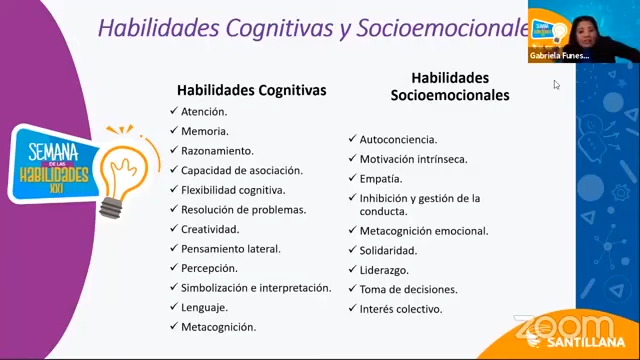 Habilidades Cognitivas y Socioemocionale
Gabriela Funes...
Habilidades Cognitivas
✓ Atención.
✓ Memoria.
✓ Razonamiento.
✓ Capacidad de asociación.
✓ Flexibilidad cognitiva.
✓ Resolución de problemas.
✓ Creatividad.
✓ Pensamiento lateral.
✓ Percepción.
✓ Simbolización e interpretación.
✓ Lenguaje.
✓ Metacognición.
Habilidades
Socioemocionales
✓ Autoconciencia.
✓ Motivación intrínseca.
✓ Empatía.
✓ Inhibición y gestión de la
conducta.
✓ Metacognición emocional.
✓ Solidaridad.
✓ Liderazgo.
✓ Toma de decisiones.
✓ Interés colectivo.
SEMANA
DE LAS
HABILIDADES
XXI
zoom
SANTILLANA